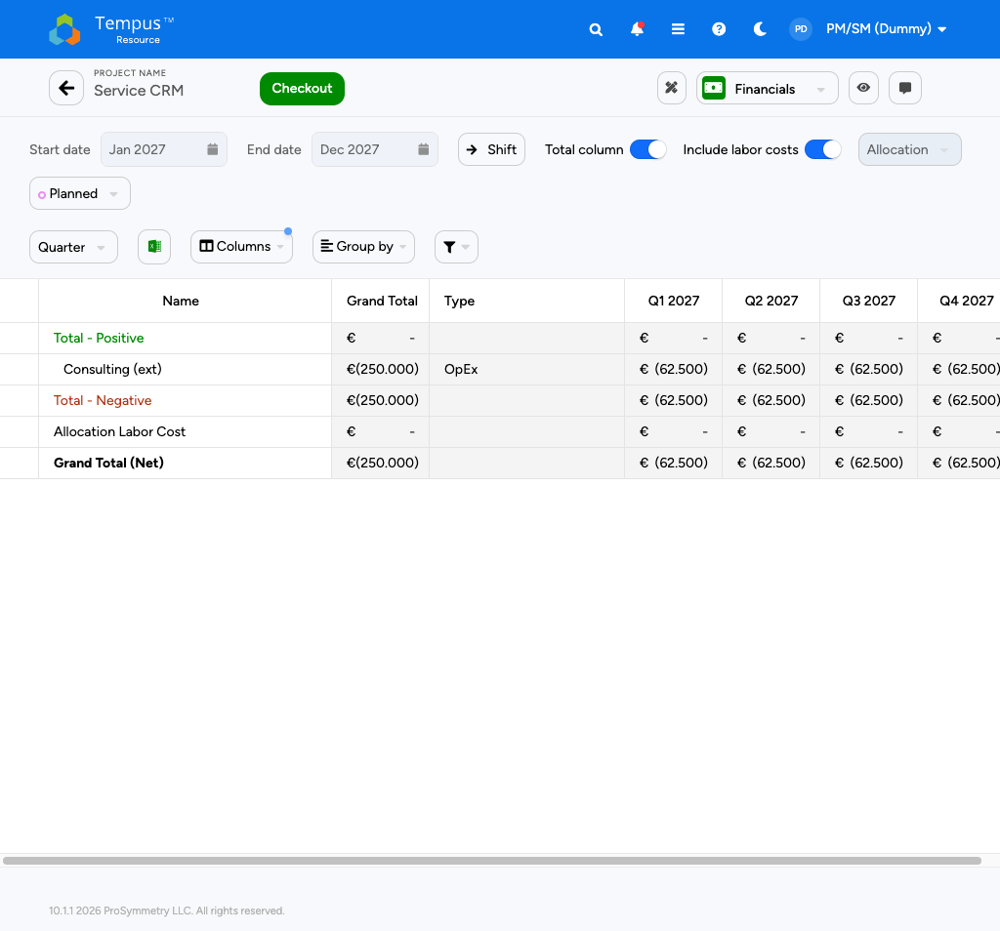 Tempus™
Resource
PD PM/SM (Dummy)
PROJECT NAME
Service CRM
Checkout
Financials
Start date Jan 2027 End date Dec 2027 Shift Total column Include labor costs Allocation
Planned
Quarter Columns Group by
Name Grand Total Type Q1 2027 Q2 2027 Q3 2027 Q4 2027
Total - Positive € - € - € - € - € -
Consulting (ext) €(250.000) OpEx € (62.500) € (62.500) € (62.500) € (62.500)
Total - Negative €(250.000) € (62.500) € (62.500) € (62.500) € (62.500)
Allocation Labor Cost € - € - € - € - € -
Grand Total (Net) €(250.000) € (62.500) € (62.500) € (62.500) € (62.500)
10.1.1 2026 ProSymmetry LLC. All rights reserved.